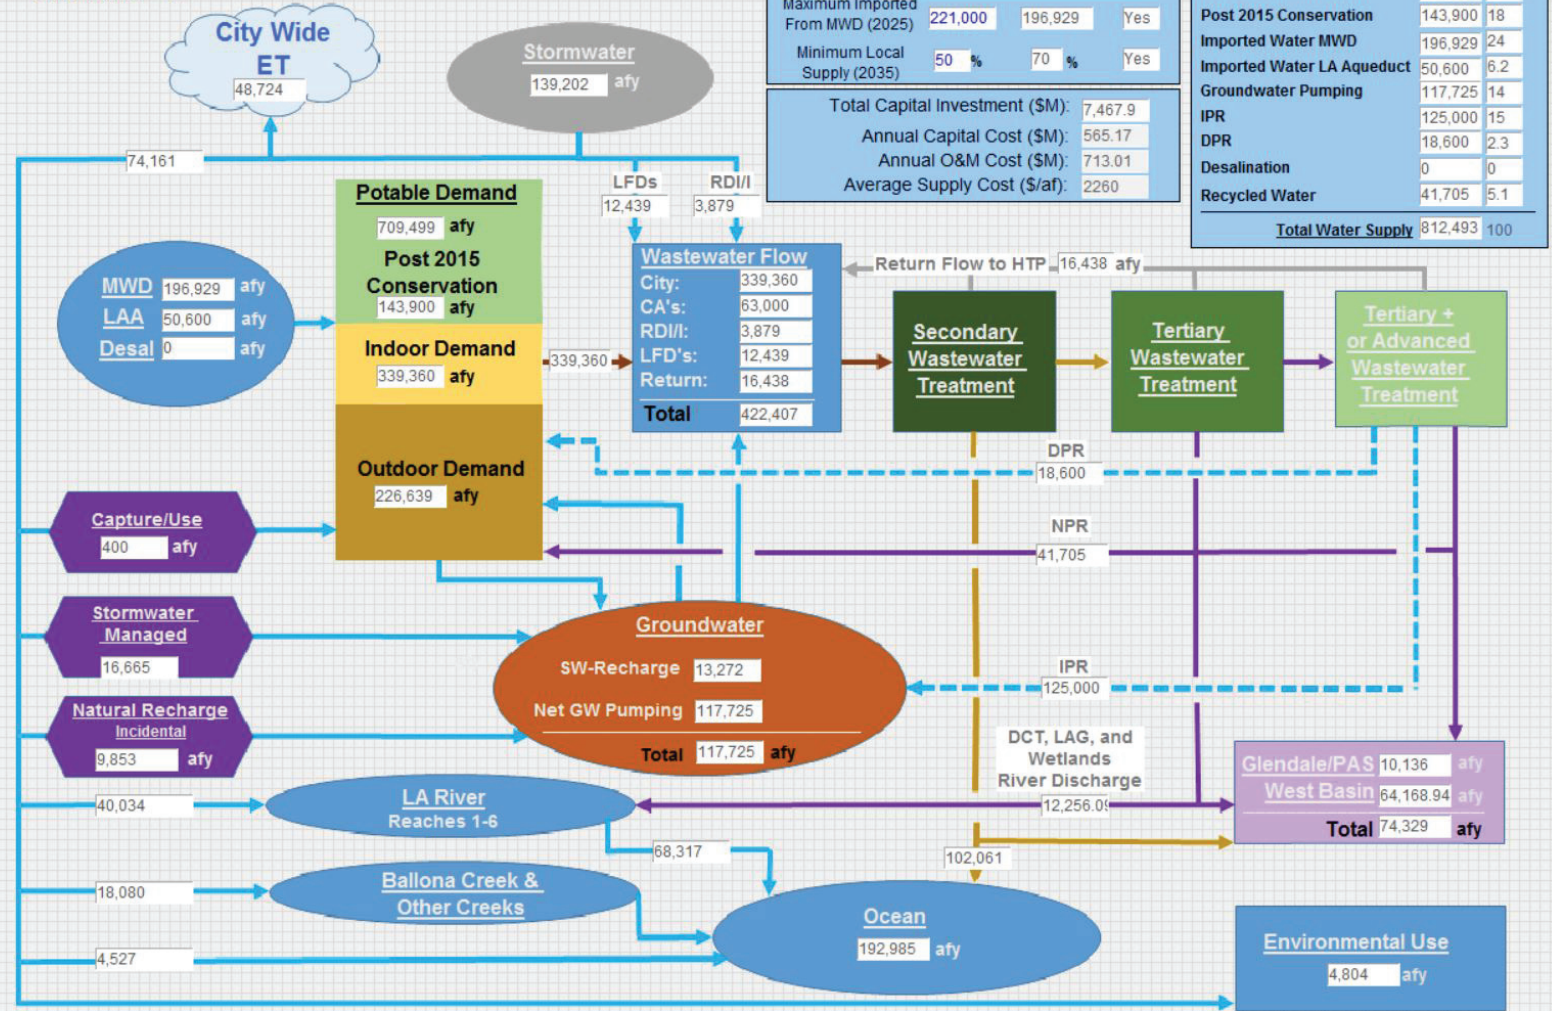 City Wide
ET
48,724
Stormwater
139,202 afy
Maximum Imported
From MWD (2025) 221,000 196,929 Yes
Minimum Local
Supply (2035) 50 % 70 % Yes
Total Capital Investment ($M): 7,467.9
Annual Capital Cost ($M): 565.17
Annual O&M Cost ($M): 713.01
Average Supply Cost ($/af): 2260
Post 2015 Conservation 143,900 18
Imported Water MWD 196,929 24
Imported Water LA Aqueduct 50,600 6.2
Groundwater Pumping 117,725 14
IPR 125,000 15
DPR 18,600 2.3
Desalination 0 0
Recycled Water 41,705 5.1
Total Water Supply 812,493 100
74,161
LFDs
12,439
RDI/I
3,879
Potable Demand
709,499 afy
Post 2015
Conservation
143,900 afy
Indoor Demand
339,360 afy
Outdoor Demand
226,639 afy
MWD 196,929 afy
LAA 50,600 afy
Desal 0 afy
339,360
Wastewater Flow
City: 339,360
CA's: 63,000
RDI/I: 3,879
LFD's: 12,439
Return: 16,438
Total 422,407
Return Flow to HTP 16,438 afy
Secondary
Wastewater
Treatment
Tertiary
Wastewater
Treatment
Tertiary +
or Advanced
Wastewater
Treatment
DPR
18,600
NPR
41,705
IPR
125,000
Capture/Use
400 afy
Stormwater
Managed
16,665
Natural Recharge
Incidental
9,853 afy
Groundwater
SW-Recharge 13,272
Net GW Pumping 117,725
Total 117,725 afy
DCT, LAG, and
Wetlands
River Discharge
12,256.09
Glendale/PAS 10,136 afy
West Basin 64,168.94 afy
Total 74,329 afy
40,034
LA River
Reaches 1-6
68,317
102,061
18,080
Ballona Creek &
Other Creeks
Ocean
192,985 afy
4,527
Environmental Use
4,804 afy